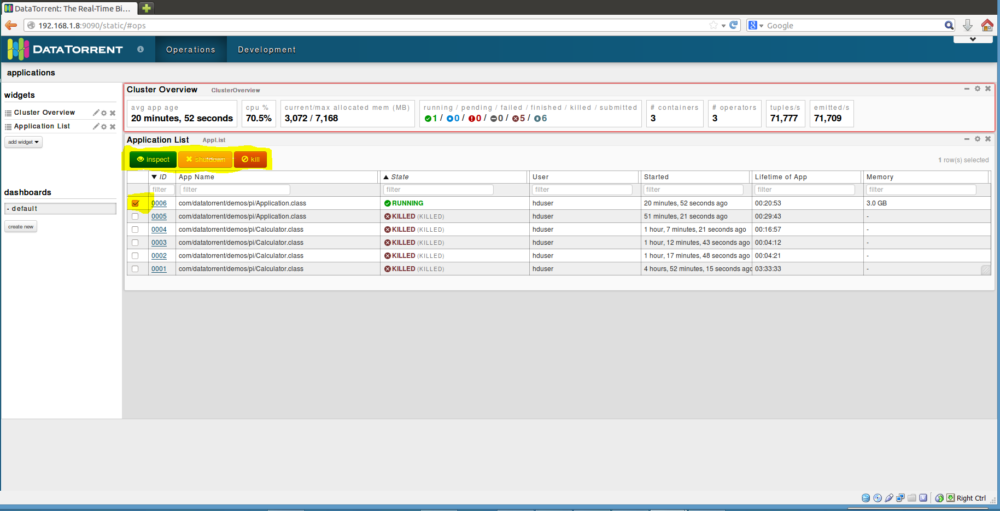 DataTorrent: The Real-Time Bi...
192.168.1.8:9090/static/#ops
Google
DATATORRENT
Operations
Development
applications
widgets
Cluster Overview
Application List
add widget
dashboards
- default
create new
Cluster Overview ClusterOverview
avg app age
20 minutes, 52 seconds
cpu %
70.5%
current/max allocated mem (MB)
3,072 / 7,168
running / pending / failed / finished / killed / submitted
1 / 0 / 0 / 0 / 5 / 6
# containers
3
# operators
3
tuples/s
71,777
emitted/s
71,709
Application List AppList
inspect shutdown kill
1 row(s) selected
ID App Name State User Started Lifetime of App Memory
filter filter filter filter filter filter filter
0006 com/datatorrent/demos/pi/Application.class RUNNING hduser 20 minutes, 52 seconds ago 00:20:53 3.0 GB
0005 com/datatorrent/demos/pi/Application.class KILLED (KILLED) hduser 51 minutes, 21 seconds ago 00:29:43 -
0004 com/datatorrent/demos/pi/Calculator.class KILLED (KILLED) hduser 1 hour, 7 minutes, 21 seconds ago 00:16:57 -
0003 com/datatorrent/demos/pi/Calculator.class KILLED (KILLED) hduser 1 hour, 12 minutes, 43 seconds ago 00:04:12 -
0002 com/datatorrent/demos/pi/Calculator.class KILLED (KILLED) hduser 1 hour, 17 minutes, 48 seconds ago 00:04:21 -
0001 com/datatorrent/demos/pi/Calculator.class KILLED (KILLED) hduser 4 hours, 52 minutes, 15 seconds ago 03:33:33 -
Right Ctrl